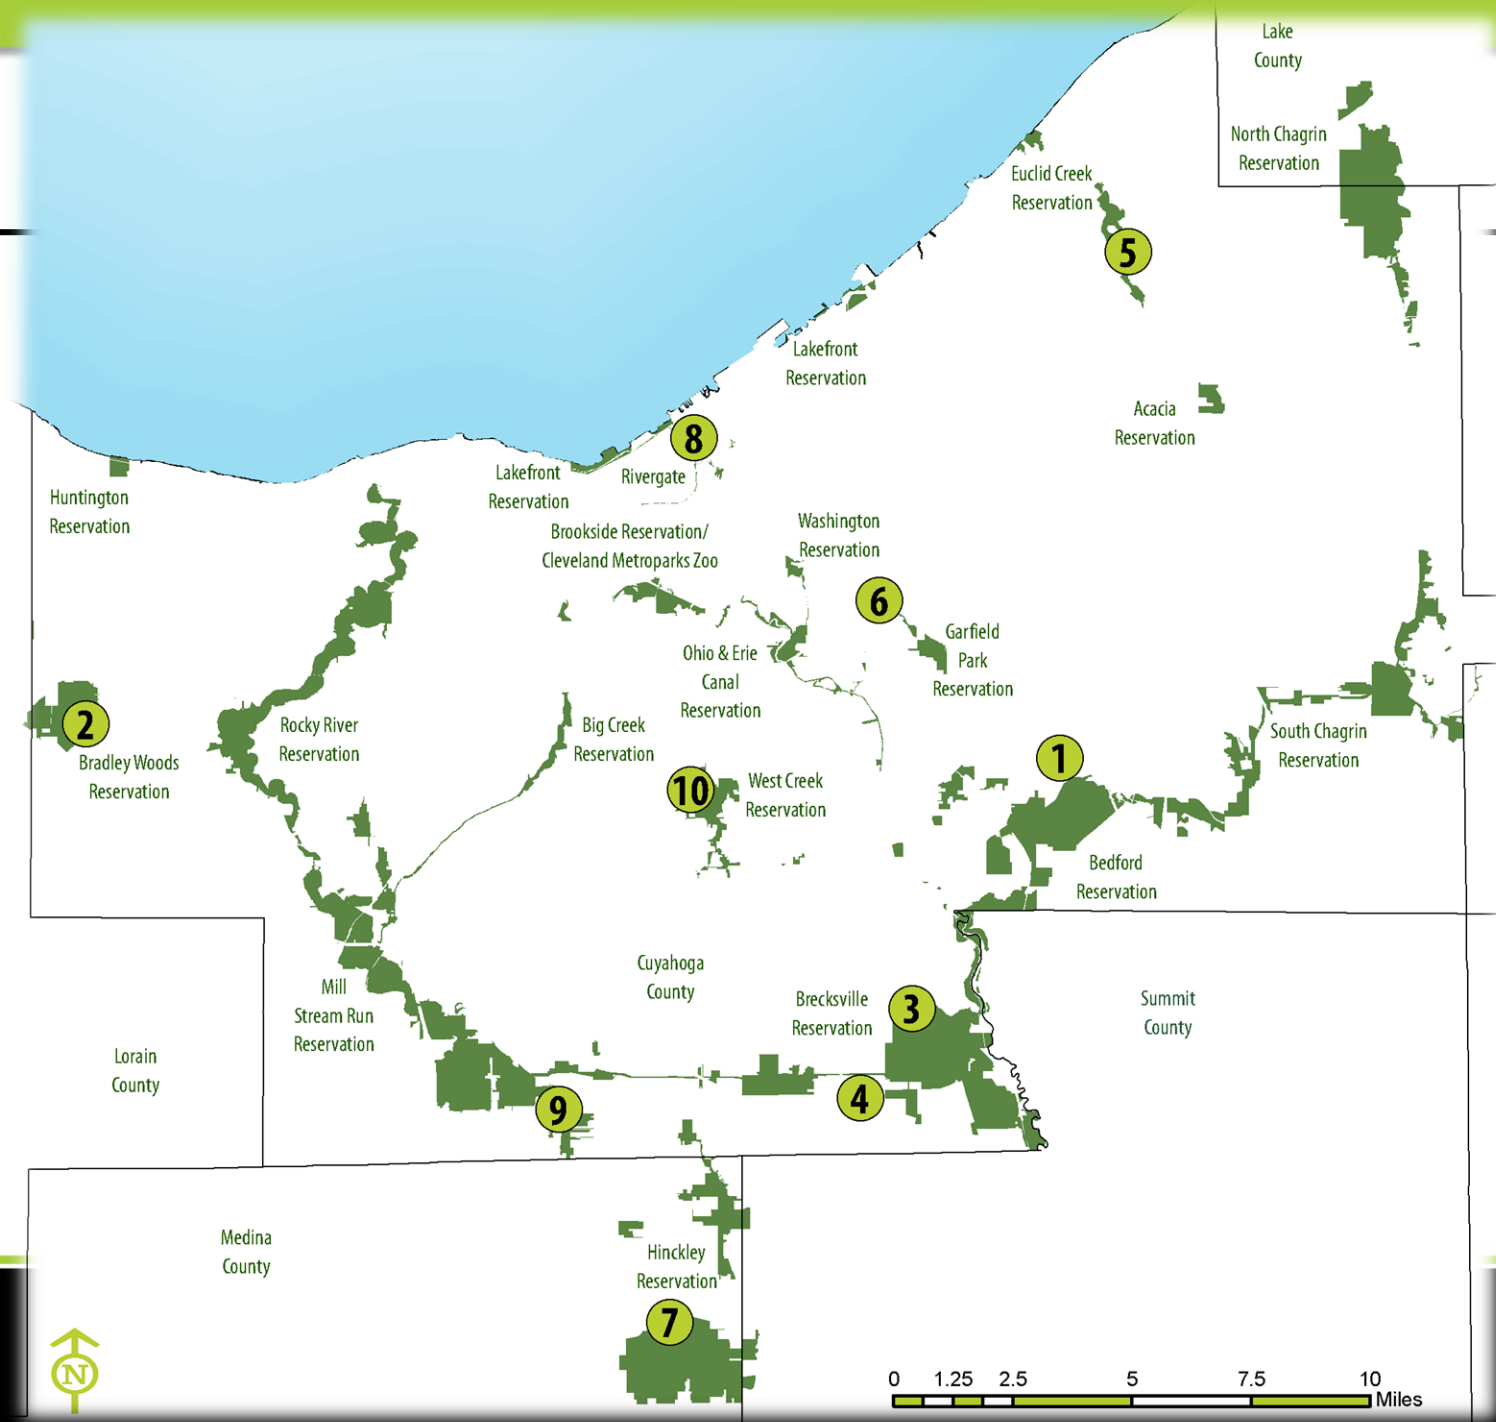 Lake
County
North Chagrin
Reservation
Euclid Creek
Reservation
5
Lakefront
Reservation
Acacia
Reservation
8
Lakefront
Reservation
Rivergate
Huntington
Reservation
Brookside Reservation/
Cleveland Metroparks Zoo
Washington
Reservation
6
Garfield
Park
Reservation
Ohio & Erie
Canal
Reservation
2
Bradley Woods
Reservation
Rocky River
Reservation
Big Creek
Reservation
10
West Creek
Reservation
1
South Chagrin
Reservation
Bedford
Reservation
Cuyahoga
County
Mill
Stream Run
Reservation
Brecksville
Reservation
3
Summit
County
Lorain
County
9
4
Medina
County
Hinckley
Reservation
7
N
0 1.25 2.5 5 7.5 10
Miles